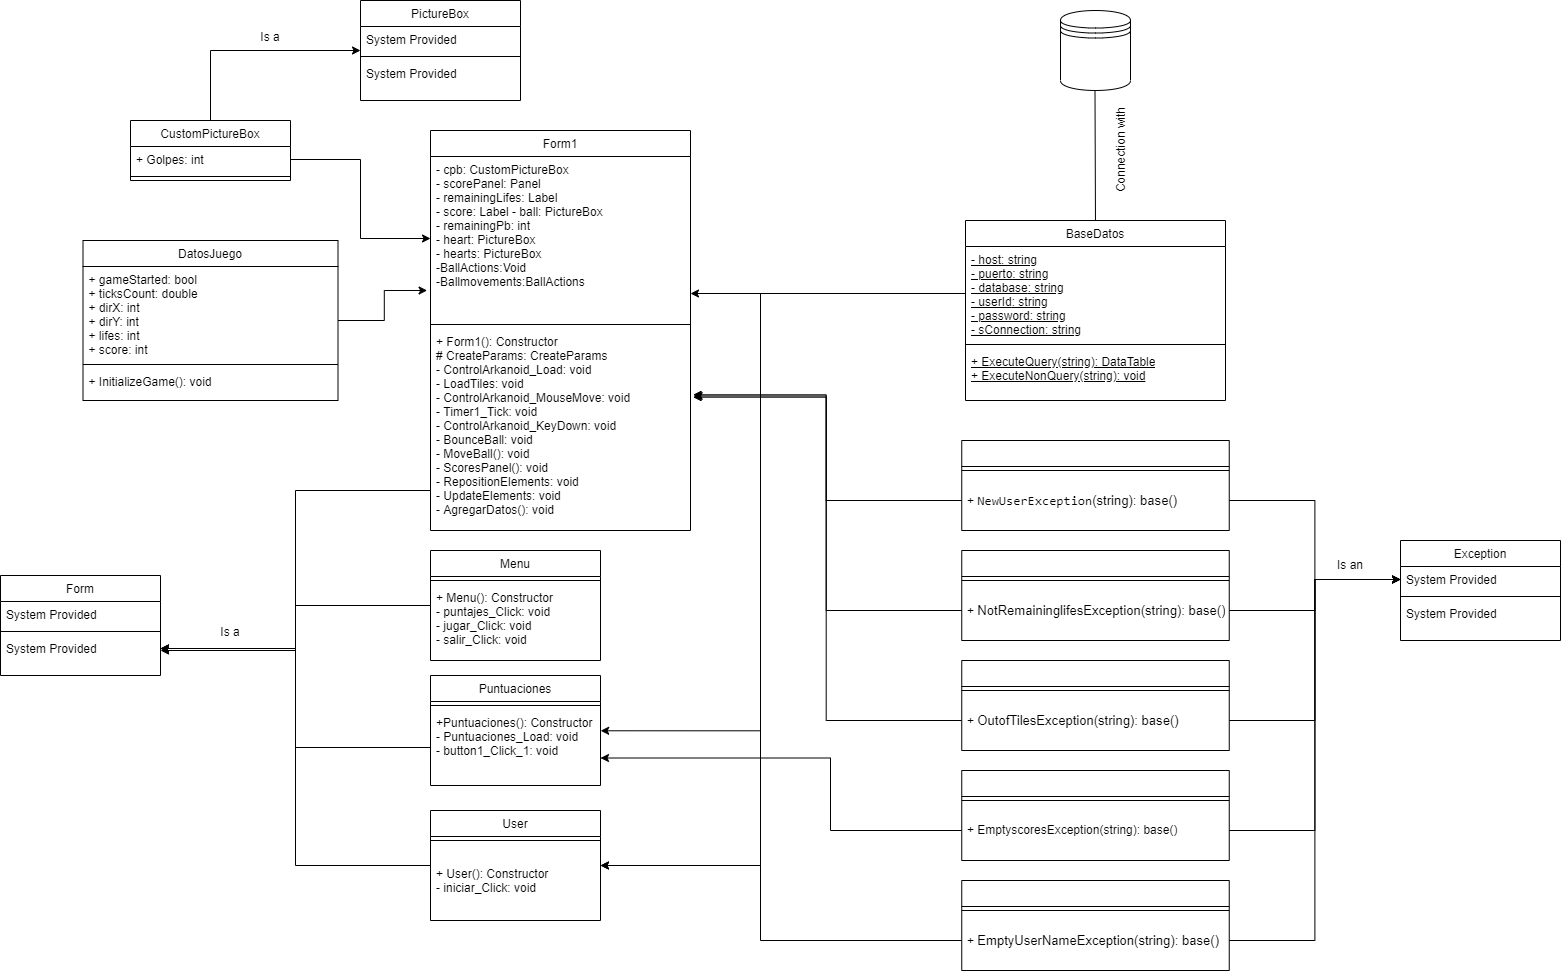 PictureBox
System Provided
System Provided
Is a
CustomPictureBox
+ Golpes: int
DatosJuego
+ gameStarted: bool
+ ticksCount: double
+ dirX: int
+ dirY: int
+ lifes: int
+ score: int
+ InitializeGame(): void
Form1
- cpb: CustomPictureBox
- scorePanel: Panel
- remainingLifes: Label
- score: Label - ball: PictureBox
- remainingPb: int
- heart: PictureBox
- hearts: PictureBox
-BallActions:Void
-Ballmovements:BallActions
+ Form1(): Constructor
# CreateParams: CreateParams
- ControlArkanoid_Load: void
- LoadTiles: void
- ControlArkanoid_MouseMove: void
- Timer1_Tick: void
- ControlArkanoid_KeyDown: void
- BounceBall: void
- MoveBall(): void
- ScoresPanel(): void
- RepositionElements: void
- UpdateElements: void
- AgregarDatos(): void
Connection with
BaseDatos
- host: string
- puerto: string
- database: string
- userId: string
- password: string
- sConnection: string
+ ExecuteQuery(string): DataTable
+ ExecuteNonQuery(string): void
Form
System Provided
System Provided
Is a
Menu
+ Menu(): Constructor
- puntajes_Click: void
- jugar_Click: void
- salir_Click: void
Puntuaciones
+Puntuaciones(): Constructor
- Puntuaciones_Load: void
- button1_Click_1: void
User
+ User(): Constructor
- iniciar_Click: void
+ NewUserException(string): base()
+ NotRemaininglifesException(string): base()
+ OutofTilesException(string): base()
+ EmptyscoresException(string): base()
+ EmptyUserNameException(string): base()
Is an
Exception
System Provided
System Provided